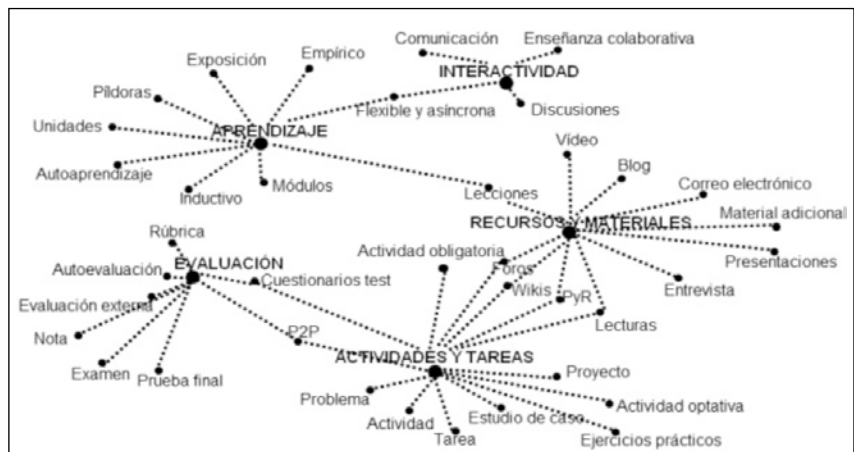 Comunicación
Enseñanza colaborativa
Exposición
Empírico
INTERACTIVIDAD
Píldoras
Flexible y asíncrona
Discusiones
Unidades
APRENDIZAJE
Vídeo
Autoaprendizaje
Blog
Inductivo
Módulos
Lecciones
Correo electrónico
RECURSOS Y MATERIALES
Material adicional
Rúbrica
Actividad obligatoria
Presentaciones
Autoevaluación
EVALUACIÓN
Foros
Cuestionarios test
Wikis
PyR
Entrevista
Evaluación externa
Lecturas
Nota
P2P
ACTIVIDADES Y TAREAS
Examen
Prueba final
Proyecto
Problema
Actividad
Estudio de caso
Actividad optativa
Tarea
Ejercicios prácticos